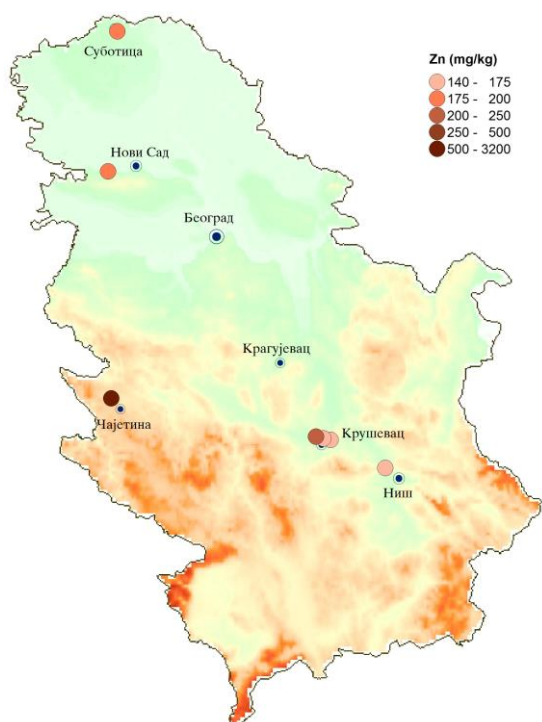 Суботица
Zn (mg/kg)
140 - 175
175 - 200
200 - 250
250 - 500
500 - 3200
Нови Сад
Београд
Крагујевац
Чајетина
Крушевац
Ниш